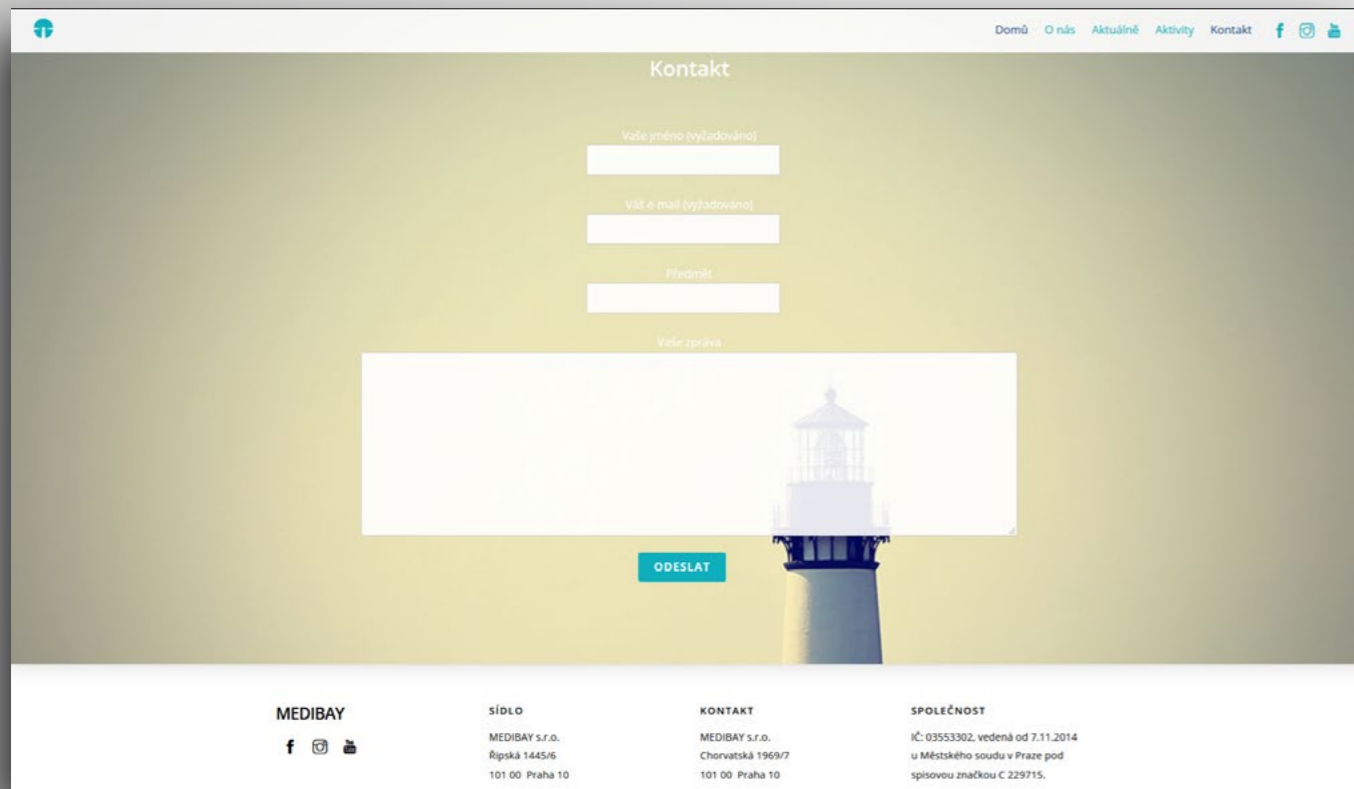 Domů O nás Aktuálně Aktivity Kontakt
Kontakt
Vaše jméno (vyžadováno)
Váš e-mail (vyžadováno)
Předmět
Vaše zpráva
ODESLAT
MEDIBAY
SÍDLO
MEDIBAY s.r.o.
Řipská 1445/6
101 00 Praha 10
KONTAKT
MEDIBAY s.r.o.
Chorvatská 1969/7
101 00 Praha 10
SPOLEČNOST
IČ: 03553302, vedená od 7.11.2014
u Městského soudu v Praze pod
spisovou značkou C 229715.